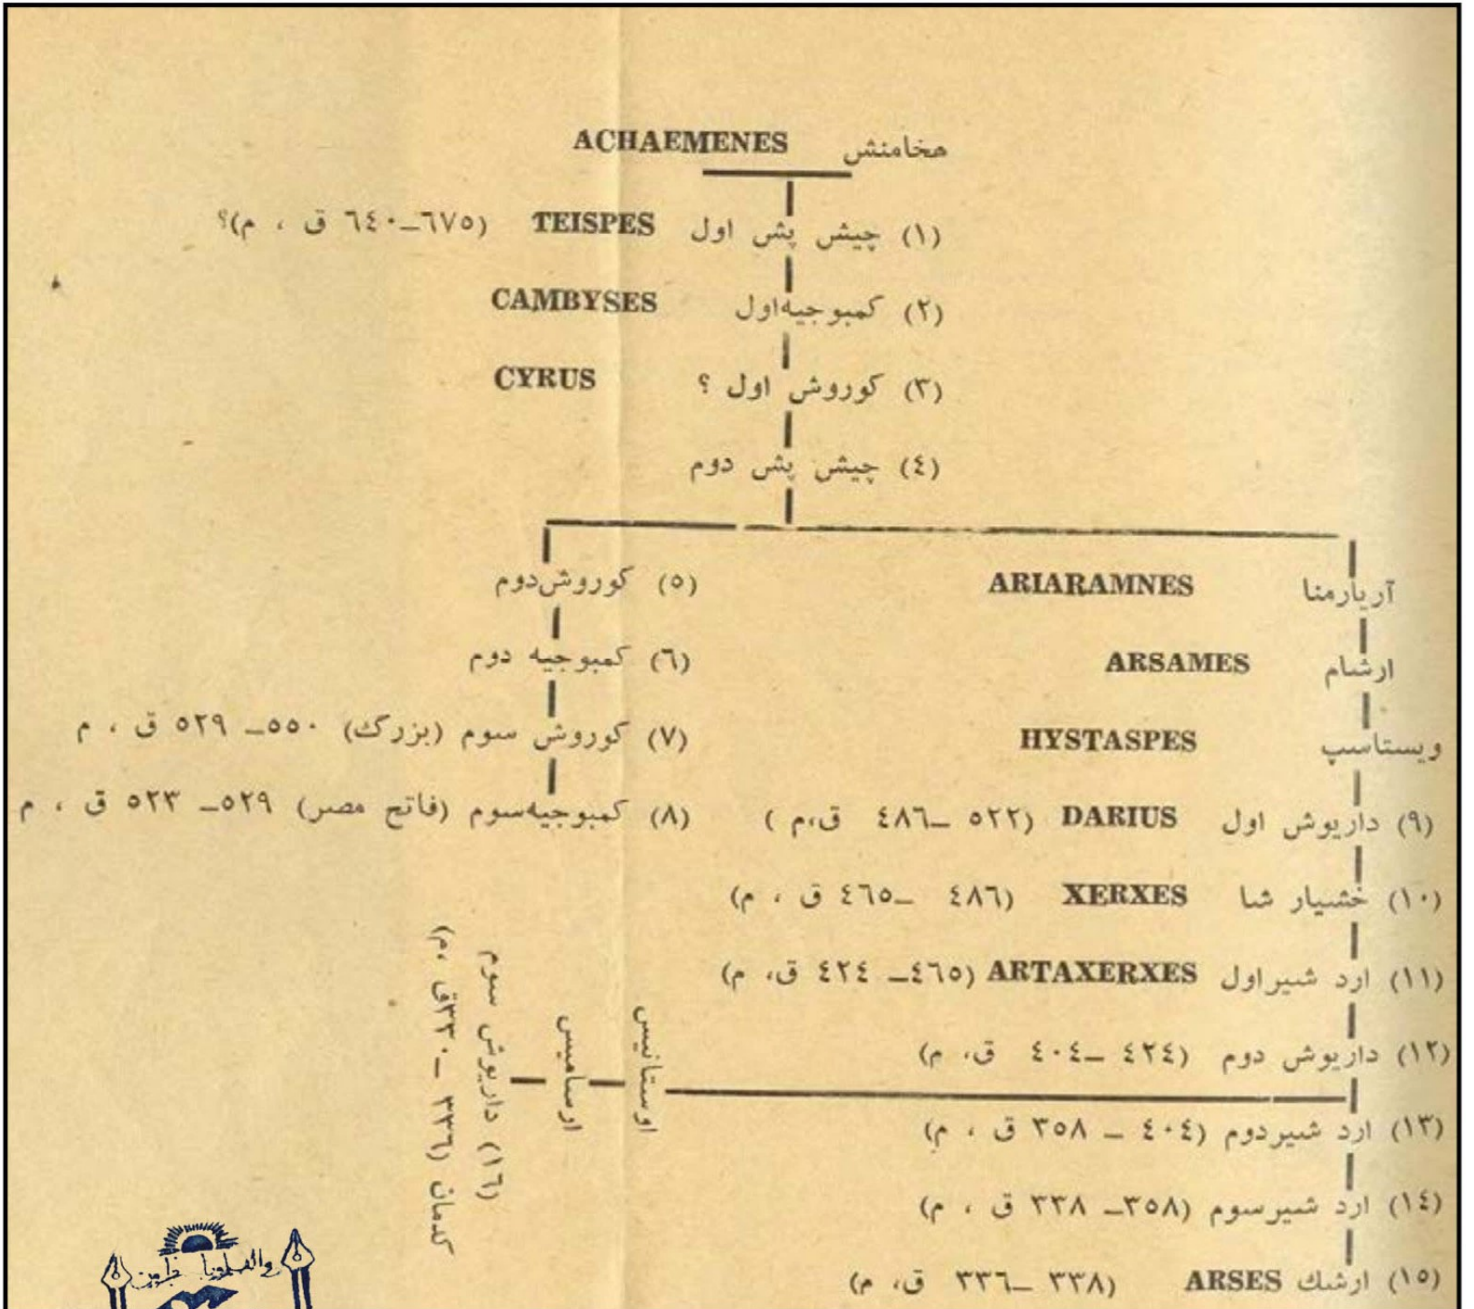 هخامنش ACHAEMENES
(١) چیش پش اول TEISPES (٦٧٥–٦٤٠ ق ، م)؟
(٢) کمبوجیه‌اول CAMBYSES
(٣) کوروش اول ؟ CYRUS
(٤) چیش پش دوم
آریارمنا ARIARAMNES
(٥) کوروش‌دوم
ارشام ARSAMES
(٦) کمبوجیه دوم
ویستاسپ HYSTASPES
(٧) کوروش سوم (بزرگ) ٥٥٠– ٥٢٩ ق ، م
(٩) داریوش اول DARIUS (٥٢٢ –٤٨٦ ق،م )
(٨) کمبوجیه‌سوم (فاتح مصر) ٥٢٩– ٥٢٣ ق ، م
(١٠) خشیار شا XERXES (٤٨٦ –٤٦٥ ق ، م)
(١١) ارد شیراول ARTAXERXES (٤٦٥– ٤٢٤ ق، م)
(١٢) داریوش دوم (٤٢٤ –٤٠٤ ق، م)
اوستانیس
ارسامیس
(١٦) داریوش سوم
کدمان (٣٣٦ –٣٣٠ق ،م)
(١٣) ارد شیردوم (٤٠٤ – ٣٥٨ ق ، م)
(١٤) ارد شیرسوم (٣٥٨– ٣٣٨ ق ، م)
(١٥) ارشك ARSES (٣٣٨ –٣٣٦ ق، م)